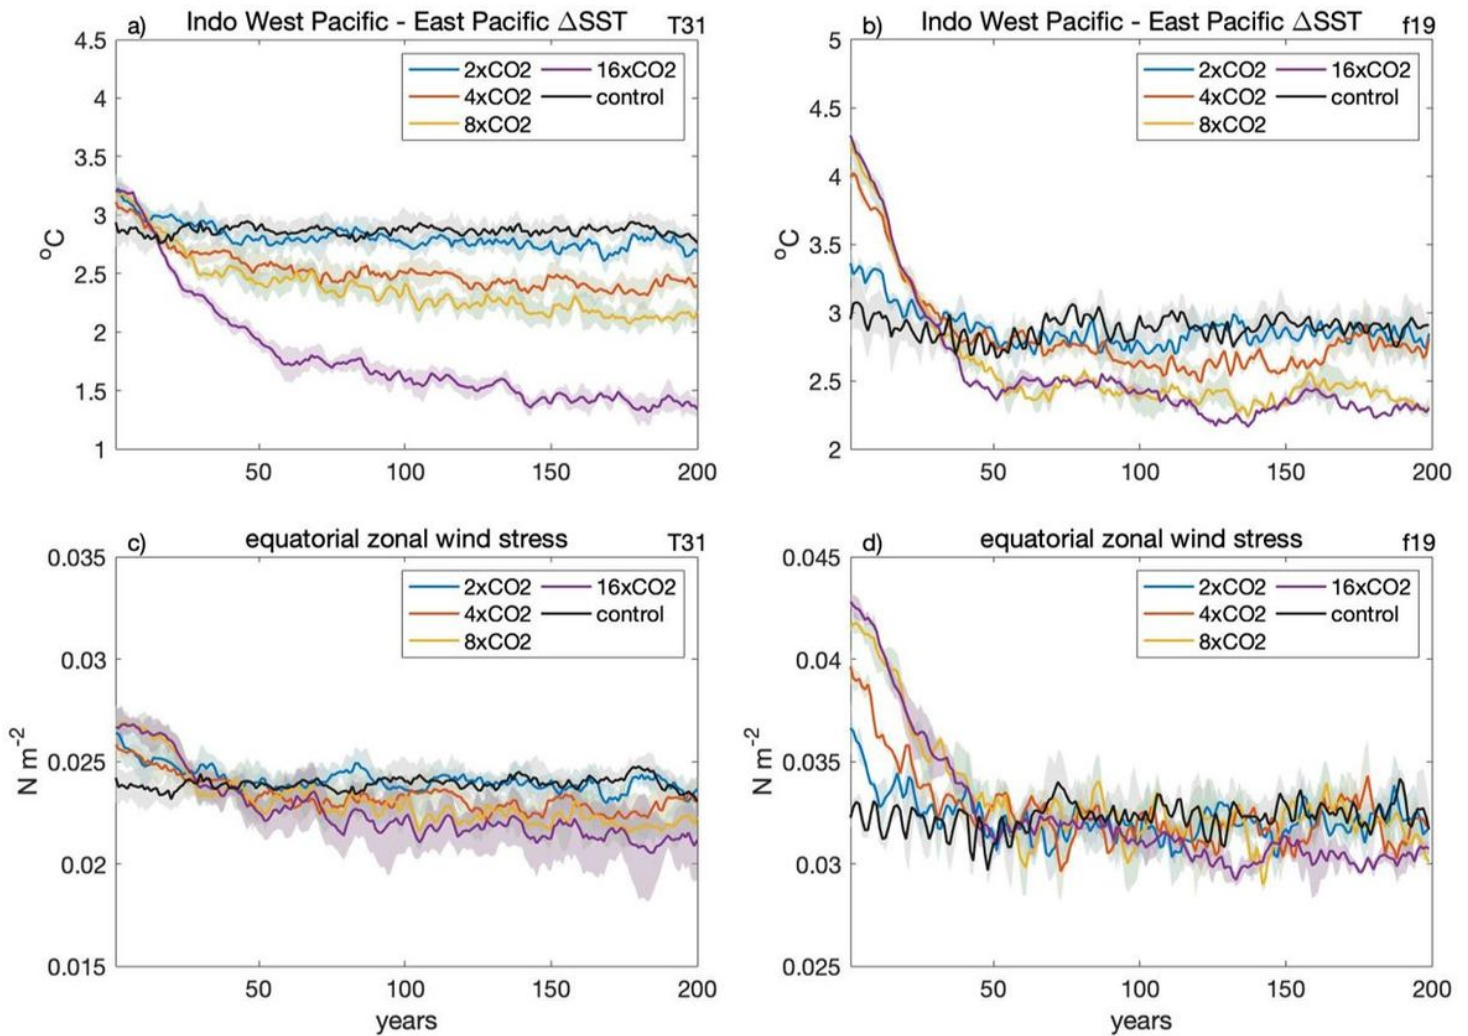 a) Indo West Pacific - East Pacific ΔSST T31
4.5
4
3.5
3
2.5
2
1.5
1
°C
2xCO2 16xCO2
4xCO2 control
8xCO2
50 100 150 200
b) Indo West Pacific - East Pacific ΔSST f19
5
4.5
4
3.5
3
2.5
2
°C
2xCO2 16xCO2
4xCO2 control
8xCO2
50 100 150 200
c) equatorial zonal wind stress T31
0.035
0.03
0.025
0.02
0.015
N m-2
2xCO2 16xCO2
4xCO2 control
8xCO2
50 100 150 200
years
d) equatorial zonal wind stress f19
0.045
0.04
0.035
0.03
0.025
N m-2
2xCO2 16xCO2
4xCO2 control
8xCO2
50 100 150 200
years